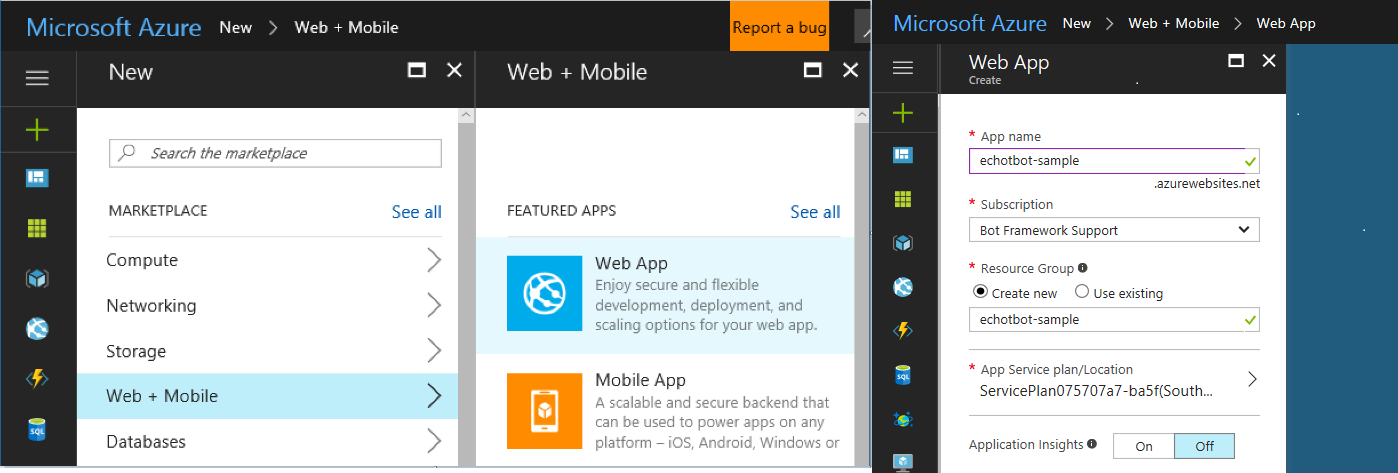 Microsoft Azure New > Web + Mobile
Report a bug
New
Search the marketplace
MARKETPLACE See all
Compute
Networking
Storage
Web + Mobile
Databases
SQL
Web + Mobile
FEATURED APPS See all
Web App
Enjoy secure and flexible
development, deployment, and
scaling options for your web app.
Mobile App
A scalable and secure backend that
can be used to power apps on any
platform – iOS, Android, Windows or
Microsoft Azure New > Web + Mobile > Web App
Web App
Create
* App name
echotbot-sample
.azurewebsites.net
* Subscription
Bot Framework Support
* Resource Group
Create new Use existing
echotbot-sample
* App Service plan/Location
ServicePlan075707a7-ba5f(South...
Application Insights On Off
SQL